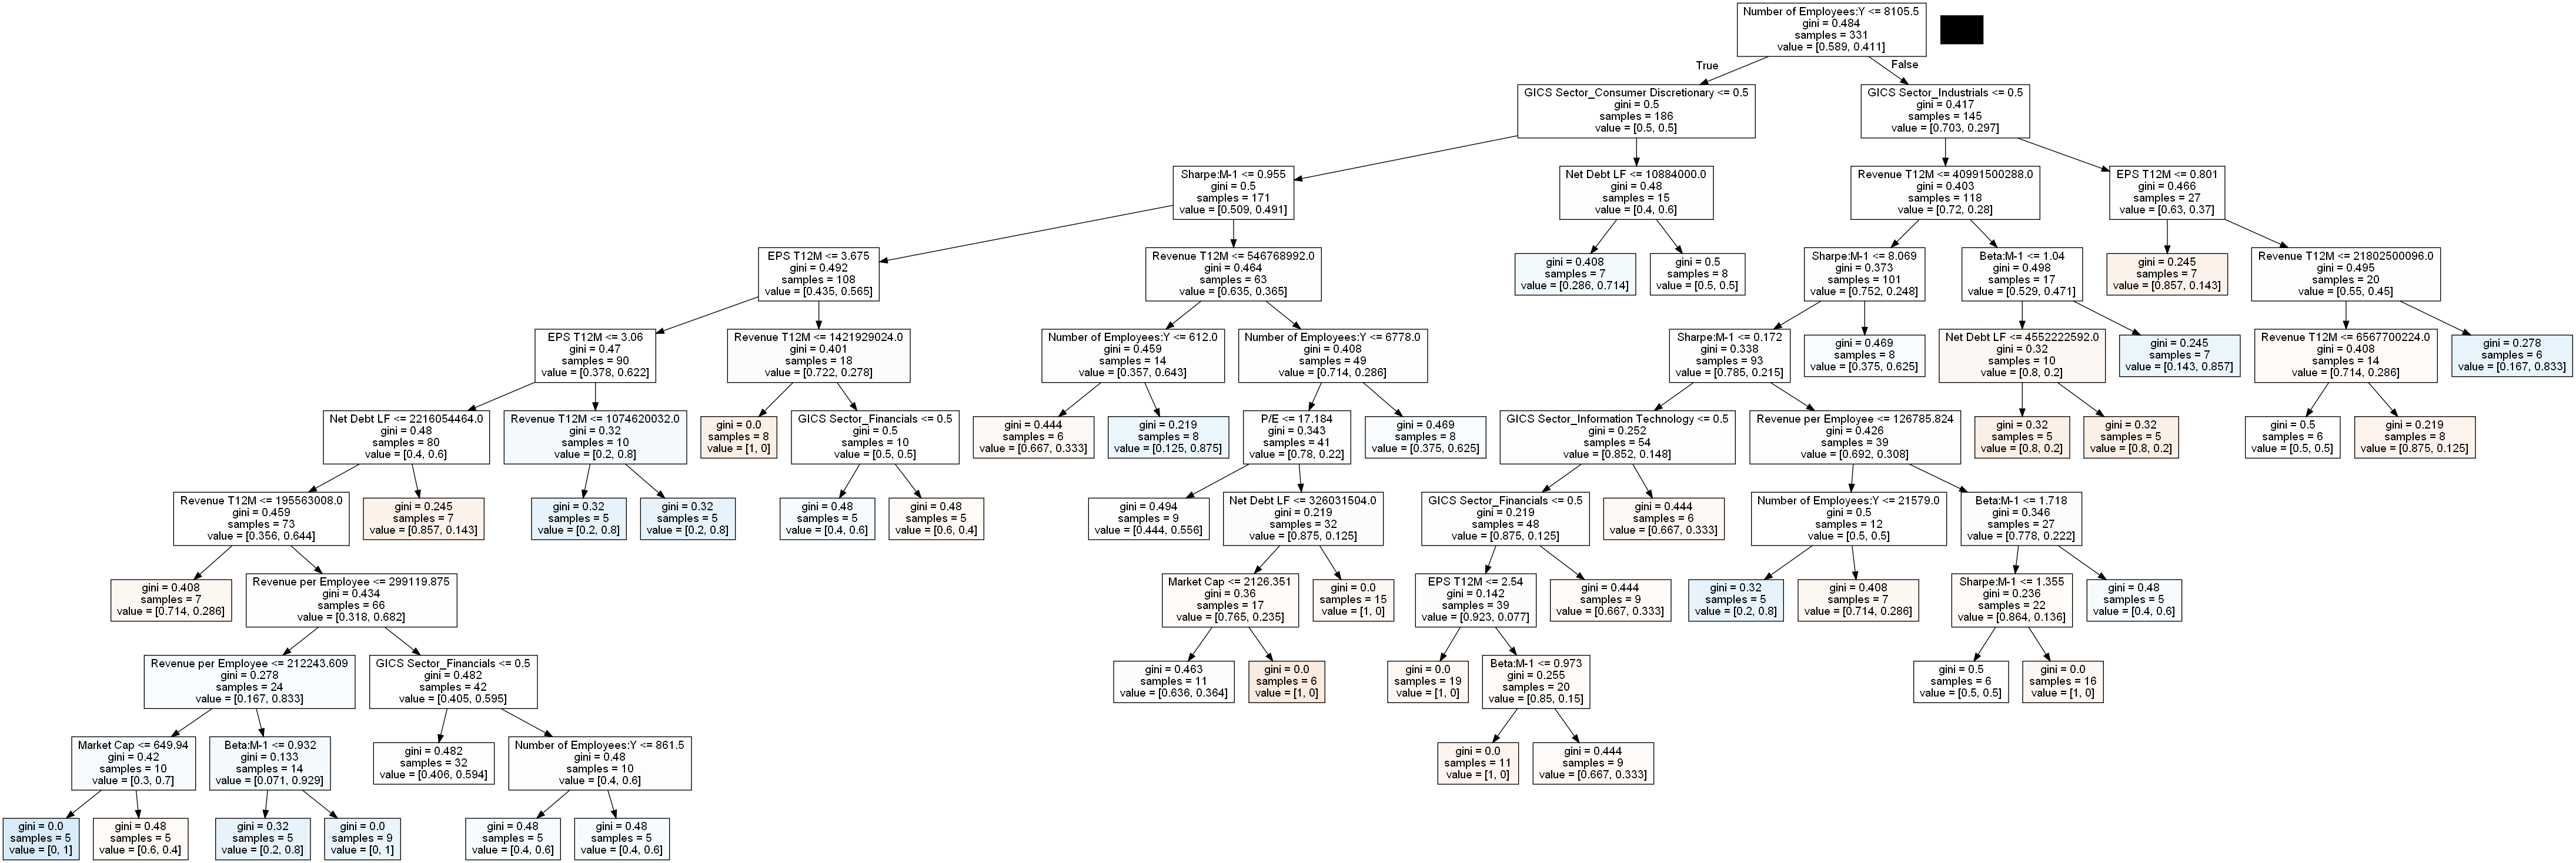 Number of Employees:Y <= 8105.5
gini = 0.484
samples = 331
value = [0.589, 0.411]
True
False
GICS Sector_Consumer Discretionary <= 0.5
gini = 0.5
samples = 186
value = [0.5, 0.5]
GICS Sector_Industrials <= 0.5
gini = 0.417
samples = 145
value = [0.703, 0.297]
Sharpe:M-1 <= 0.955
gini = 0.5
samples = 171
value = [0.509, 0.491]
Net Debt LF <= 10884000.0
gini = 0.48
samples = 15
value = [0.4, 0.6]
Revenue T12M <= 40991500288.0
gini = 0.403
samples = 118
value = [0.72, 0.28]
EPS T12M <= 0.801
gini = 0.466
samples = 27
value = [0.63, 0.37]
EPS T12M <= 3.675
gini = 0.492
samples = 108
value = [0.435, 0.565]
Revenue T12M <= 546768992.0
gini = 0.464
samples = 63
value = [0.635, 0.365]
gini = 0.408
samples = 7
value = [0.286, 0.714]
gini = 0.5
samples = 8
value = [0.5, 0.5]
Sharpe:M-1 <= 8.069
gini = 0.373
samples = 101
value = [0.752, 0.248]
Beta:M-1 <= 1.04
gini = 0.498
samples = 17
value = [0.529, 0.471]
gini = 0.245
samples = 7
value = [0.857, 0.143]
Revenue T12M <= 21802500096.0
gini = 0.495
samples = 20
value = [0.55, 0.45]
EPS T12M <= 3.06
gini = 0.47
samples = 90
value = [0.378, 0.622]
Revenue T12M <= 1421929024.0
gini = 0.401
samples = 18
value = [0.722, 0.278]
Number of Employees:Y <= 612.0
gini = 0.459
samples = 14
value = [0.357, 0.643]
Number of Employees:Y <= 6778.0
gini = 0.408
samples = 49
value = [0.714, 0.286]
Sharpe:M-1 <= 0.172
gini = 0.338
samples = 93
value = [0.785, 0.215]
gini = 0.469
samples = 8
value = [0.375, 0.625]
Net Debt LF <= 4552222592.0
gini = 0.32
samples = 10
value = [0.8, 0.2]
gini = 0.245
samples = 7
value = [0.143, 0.857]
Revenue T12M <= 6567700224.0
gini = 0.408
samples = 14
value = [0.714, 0.286]
gini = 0.278
samples = 6
value = [0.167, 0.833]
Net Debt LF <= 2216054464.0
gini = 0.48
samples = 80
value = [0.4, 0.6]
Revenue T12M <= 1074620032.0
gini = 0.32
samples = 10
value = [0.2, 0.8]
gini = 0.0
samples = 8
value = [1, 0]
GICS Sector_Financials <= 0.5
gini = 0.5
samples = 10
value = [0.5, 0.5]
gini = 0.444
samples = 6
value = [0.667, 0.333]
gini = 0.219
samples = 8
value = [0.125, 0.875]
P/E <= 17.184
gini = 0.343
samples = 41
value = [0.78, 0.22]
gini = 0.469
samples = 8
value = [0.375, 0.625]
GICS Sector_Information Technology <= 0.5
gini = 0.252
samples = 54
value = [0.852, 0.148]
Revenue per Employee <= 126785.824
gini = 0.426
samples = 39
value = [0.692, 0.308]
gini = 0.32
samples = 5
value = [0.8, 0.2]
gini = 0.32
samples = 5
value = [0.8, 0.2]
gini = 0.5
samples = 6
value = [0.5, 0.5]
gini = 0.219
samples = 8
value = [0.875, 0.125]
Revenue T12M <= 195563008.0
gini = 0.459
samples = 73
value = [0.356, 0.644]
gini = 0.245
samples = 7
value = [0.857, 0.143]
gini = 0.32
samples = 5
value = [0.2, 0.8]
gini = 0.32
samples = 5
value = [0.2, 0.8]
gini = 0.48
samples = 5
value = [0.4, 0.6]
gini = 0.48
samples = 5
value = [0.6, 0.4]
gini = 0.494
samples = 9
value = [0.444, 0.556]
Net Debt LF <= 326031504.0
gini = 0.219
samples = 32
value = [0.875, 0.125]
GICS Sector_Financials <= 0.5
gini = 0.219
samples = 48
value = [0.875, 0.125]
gini = 0.444
samples = 6
value = [0.667, 0.333]
Number of Employees:Y <= 21579.0
gini = 0.5
samples = 12
value = [0.5, 0.5]
Beta:M-1 <= 1.718
gini = 0.346
samples = 27
value = [0.778, 0.222]
gini = 0.408
samples = 7
value = [0.714, 0.286]
Revenue per Employee <= 299119.875
gini = 0.434
samples = 66
value = [0.318, 0.682]
Market Cap <= 2126.351
gini = 0.36
samples = 17
value = [0.765, 0.235]
gini = 0.0
samples = 15
value = [1, 0]
EPS T12M <= 2.54
gini = 0.142
samples = 39
value = [0.923, 0.077]
gini = 0.444
samples = 9
value = [0.667, 0.333]
gini = 0.32
samples = 5
value = [0.2, 0.8]
gini = 0.408
samples = 7
value = [0.714, 0.286]
Sharpe:M-1 <= 1.355
gini = 0.236
samples = 22
value = [0.864, 0.136]
gini = 0.48
samples = 5
value = [0.4, 0.6]
Revenue per Employee <= 212243.609
gini = 0.278
samples = 24
value = [0.167, 0.833]
GICS Sector_Financials <= 0.5
gini = 0.482
samples = 42
value = [0.405, 0.595]
gini = 0.463
samples = 11
value = [0.636, 0.364]
gini = 0.0
samples = 6
value = [1, 0]
gini = 0.0
samples = 19
value = [1, 0]
Beta:M-1 <= 0.973
gini = 0.255
samples = 20
value = [0.85, 0.15]
gini = 0.5
samples = 6
value = [0.5, 0.5]
gini = 0.0
samples = 16
value = [1, 0]
Market Cap <= 649.94
gini = 0.42
samples = 10
value = [0.3, 0.7]
Beta:M-1 <= 0.932
gini = 0.133
samples = 14
value = [0.071, 0.929]
gini = 0.482
samples = 32
value = [0.406, 0.594]
Number of Employees:Y <= 861.5
gini = 0.48
samples = 10
value = [0.4, 0.6]
gini = 0.0
samples = 11
value = [1, 0]
gini = 0.444
samples = 9
value = [0.667, 0.333]
gini = 0.0
samples = 5
value = [0, 1]
gini = 0.48
samples = 5
value = [0.6, 0.4]
gini = 0.32
samples = 5
value = [0.2, 0.8]
gini = 0.0
samples = 9
value = [0, 1]
gini = 0.48
samples = 5
value = [0.4, 0.6]
gini = 0.48
samples = 5
value = [0.4, 0.6]